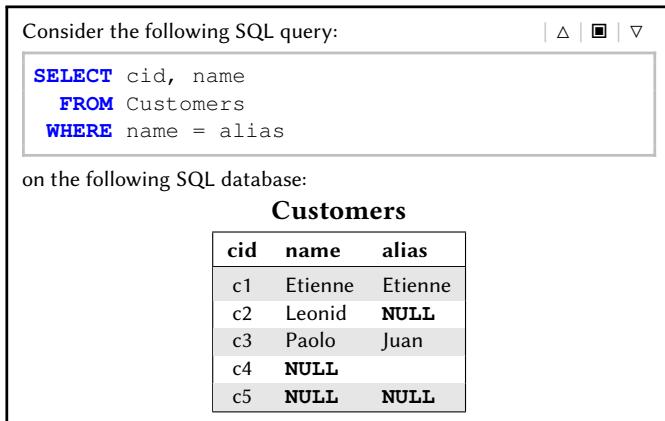 Consider the following SQL query: | △ | ▣ | ▽
SELECT cid, name
FROM Customers
WHERE name = alias
on the following SQL database:
Customers
cid name alias
c1 Etienne Etienne
c2 Leonid NULL
c3 Paolo Juan
c4 NULL
c5 NULL NULL